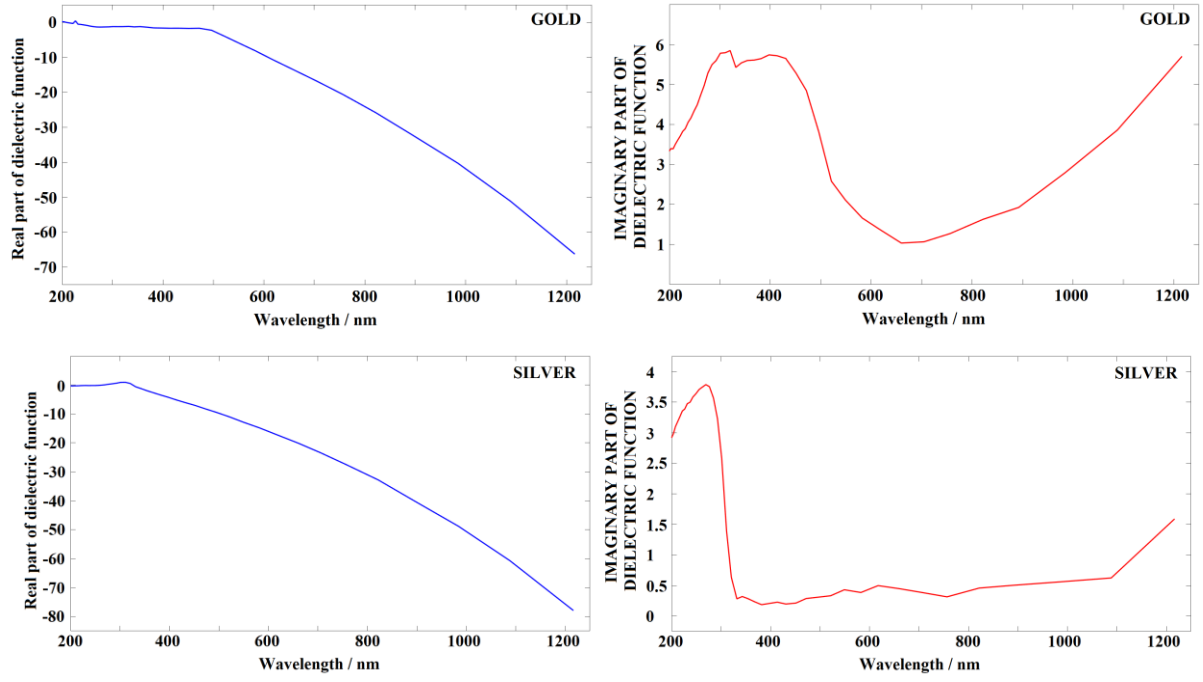 GOLD
Real part of dielectric function
0
-10
-20
-30
-40
-50
-60
-70
200 400 600 800 1000 1200
Wavelength / nm
GOLD
IMAGINARY PART OF
DIELECTRIC FUNCTION
6
5
4
3
2
1
200 400 600 800 1000 1200
Wavelength / nm
SILVER
Real part of dielectric function
0
-10
-20
-30
-40
-50
-60
-70
-80
200 400 600 800 1000 1200
Wavelength / nm
SILVER
IMAGINARY PART OF
DIELECTRIC FUNCTION
4
3.5
3
2.5
2
1.5
1
0.5
0
200 400 600 800 1000 1200
Wavelength / nm